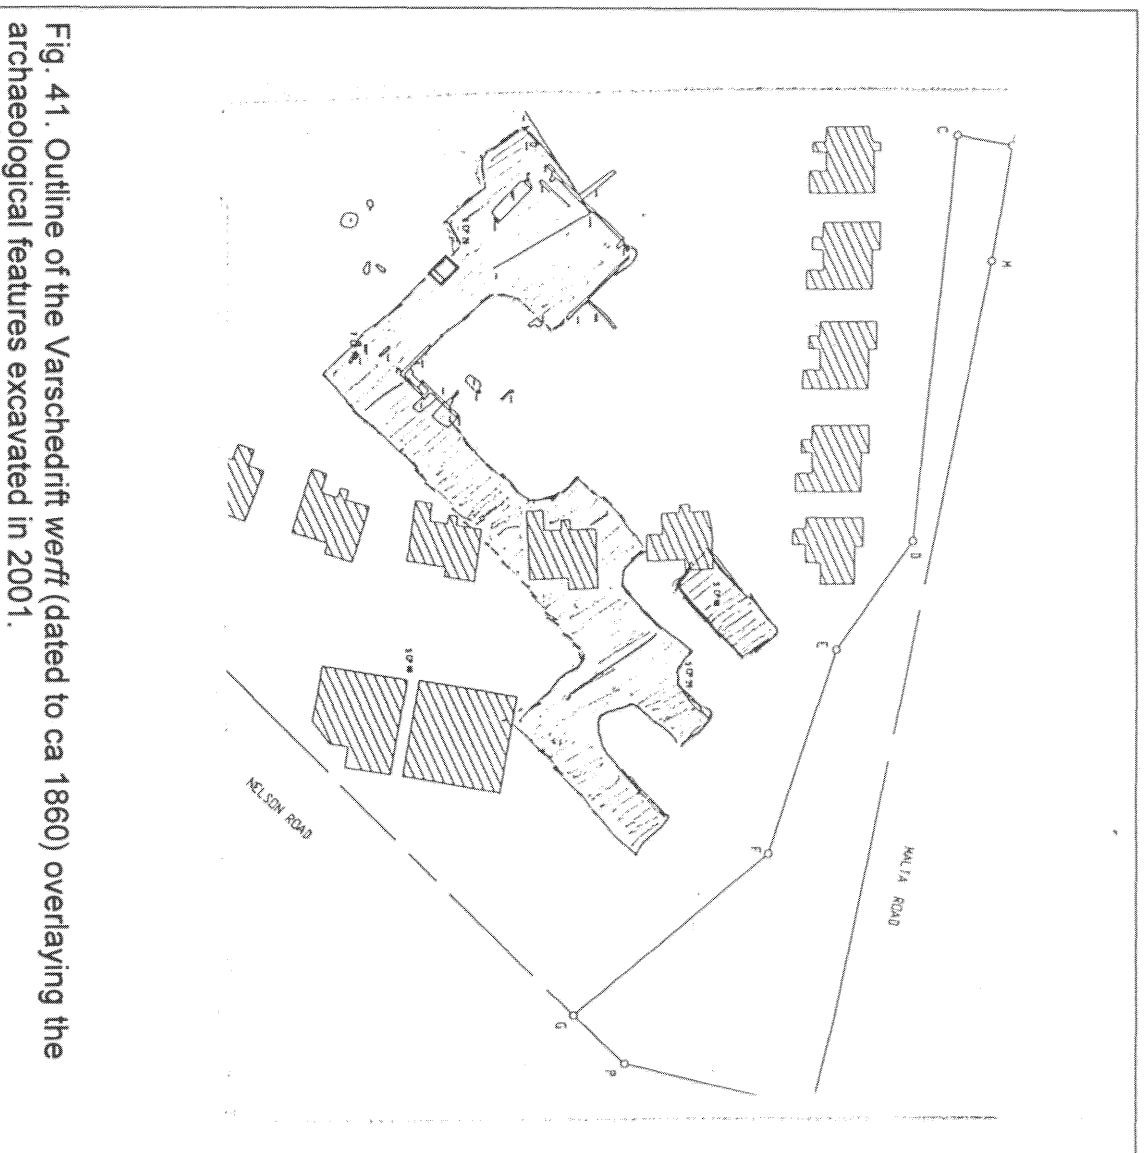 C
M
D
E
MALTA ROAD
F
G
P
NELSON ROAD
Fig. 41. Outline of the Varschedrift werft (dated to ca 1860) overlaying the
archaeological features excavated in 2001.